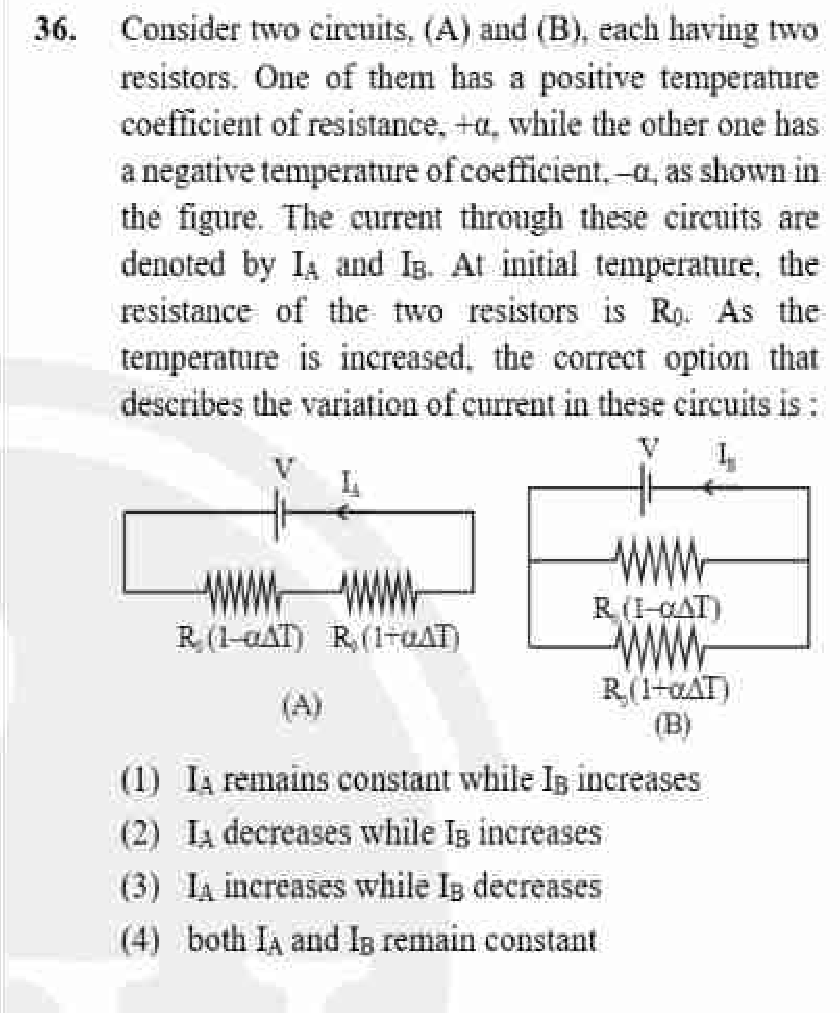 36. Consider two circuits, (A) and (B), each having two
resistors. One of them has a positive temperature
coefficient of resistance, +α, while the other one has
a negative temperature of coefficient, –α, as shown in
the figure. The current through these circuits are
denoted by I_A and I_B. At initial temperature, the
resistance of the two resistors is R₀. As the
temperature is increased, the correct option that
describes the variation of current in these circuits is :
V I_A
R₀(1–αΔT) R₀(1+αΔT)
(A)
V I_B
R₀(1–αΔT)
R₀(1+αΔT)
(B)
(1) I_A remains constant while I_B increases
(2) I_A decreases while I_B increases
(3) I_A increases while I_B decreases
(4) both I_A and I_B remain constant